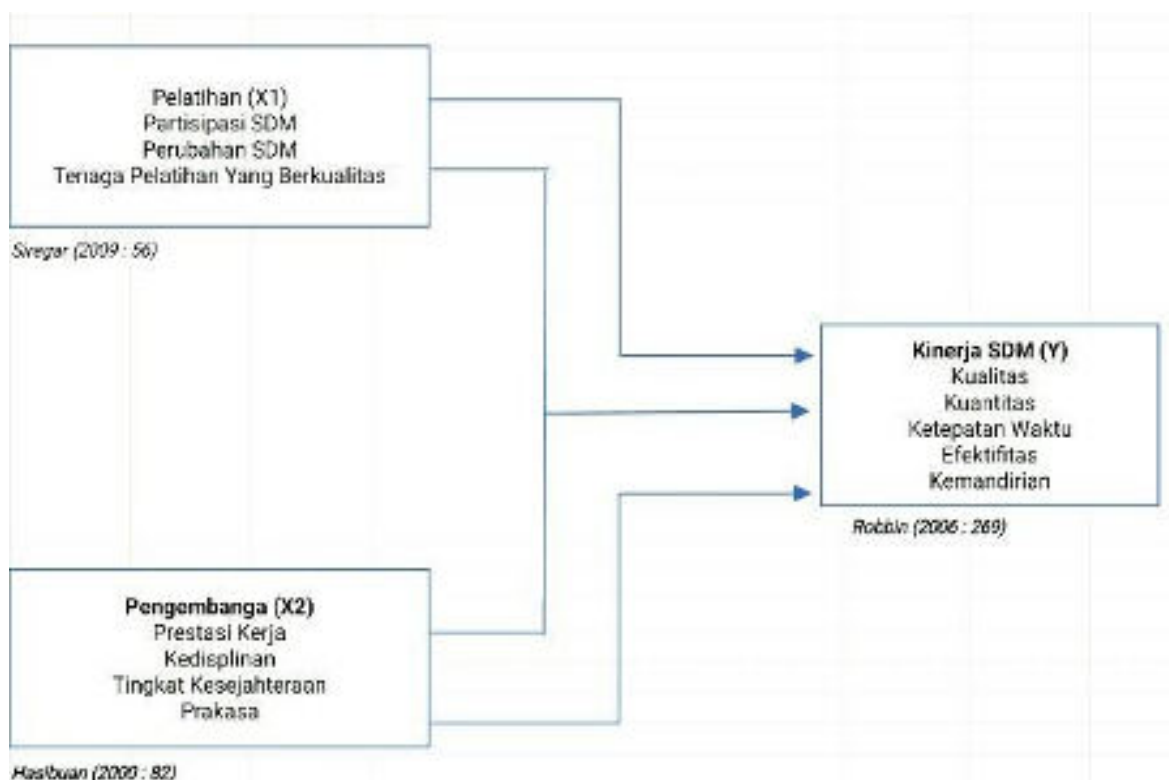 Pelatihan (X1)
Partisipasi SDM
Perubahan SDM
Tenaga Pelatihan Yang Berkualitas
Siregar (2009 : 56)
Kinerja SDM (Y)
Kualitas
Kuantitas
Ketepatan Waktu
Efektifitas
Kemandirian
Robbin (2006 : 269)
Pengembanga (X2)
Prestasi Kerja
Kedisplinan
Tingkat Kesejahteraan
Prakasa
Hasibuan (2000 : 82)